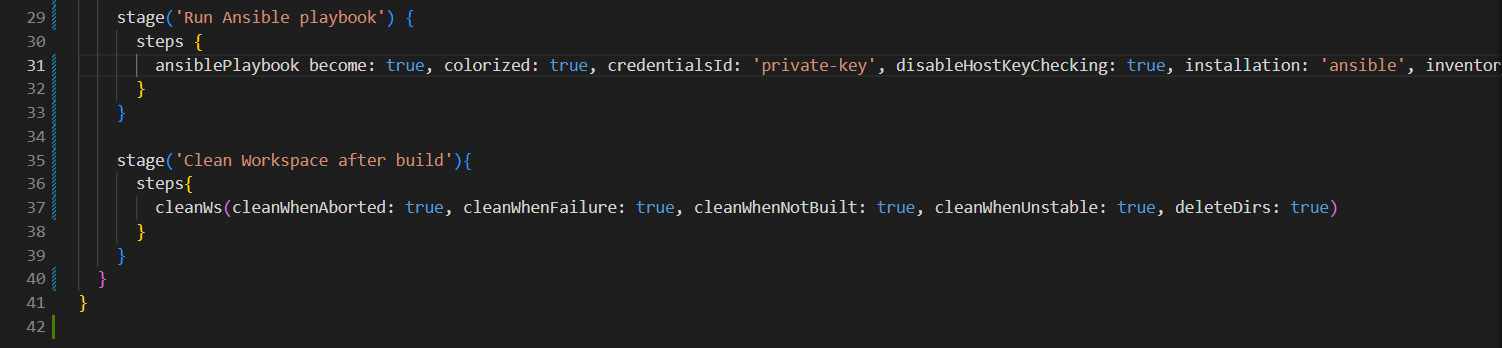 29 stage('Run Ansible playbook') {
30 steps {
31 ansiblePlaybook become: true, colorized: true, credentialsId: 'private-key', disableHostKeyChecking: true, installation: 'ansible', inventor
32 }
33 }
34
35 stage('Clean Workspace after build'){
36 steps{
37 cleanWs(cleanWhenAborted: true, cleanWhenFailure: true, cleanWhenNotBuilt: true, cleanWhenUnstable: true, deleteDirs: true)
38 }
39 }
40 }
41 }
42